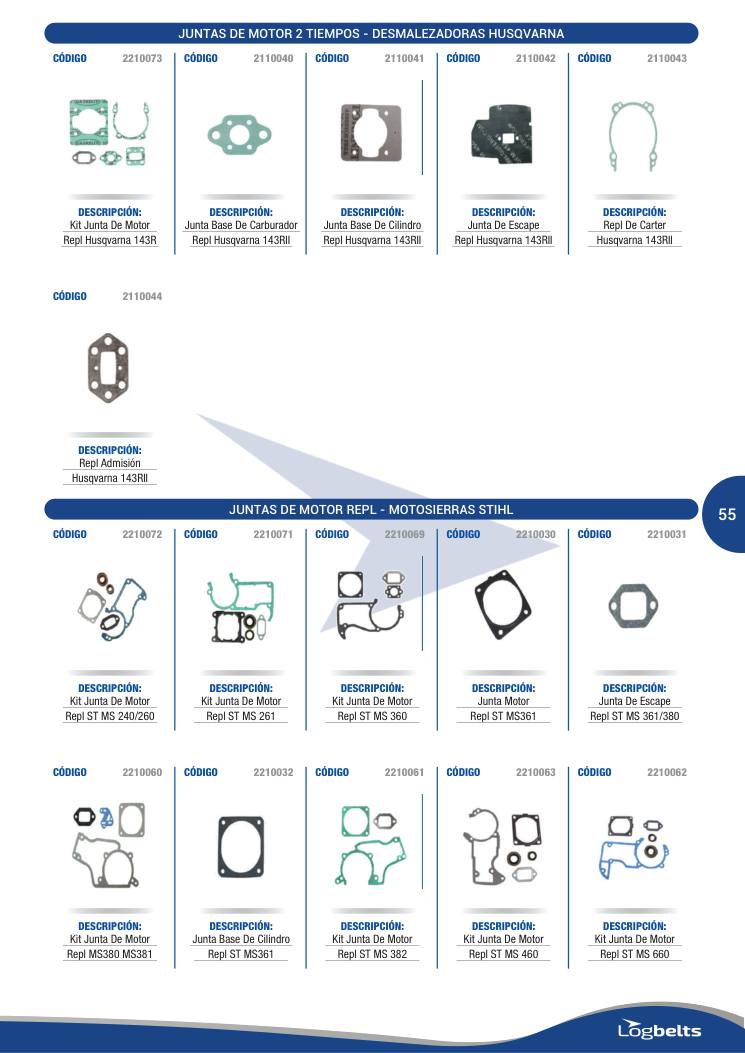 JUNTAS DE MOTOR 2 TIEMPOS - DESMALEZADORAS HUSQVARNA
CÓDIGO 2210073
DESCRIPCIÓN:
Kit Junta De Motor
Repl Husqvarna 143R
CÓDIGO 2110040
DESCRIPCIÓN:
Junta Base De Carburador
Repl Husqvarna 143RII
CÓDIGO 2110041
DESCRIPCIÓN:
Junta Base De Cilindro
Repl Husqvarna 143RII
CÓDIGO 2110042
DESCRIPCIÓN:
Junta De Escape
Repl Husqvarna 143RII
CÓDIGO 2110043
DESCRIPCIÓN:
Repl De Carter
Husqvarna 143RII
CÓDIGO 2110044
DESCRIPCIÓN:
Repl Admisión
Husqvarna 143RII
JUNTAS DE MOTOR REPL - MOTOSIERRAS STIHL
55
CÓDIGO 2210072
DESCRIPCIÓN:
Kit Junta De Motor
Repl ST MS 240/260
CÓDIGO 2210071
DESCRIPCIÓN:
Kit Junta De Motor
Repl ST MS 261
CÓDIGO 2210069
DESCRIPCIÓN:
Kit Junta De Motor
Repl ST MS 360
CÓDIGO 2210030
DESCRIPCIÓN:
Junta Motor
Repl ST MS361
CÓDIGO 2210031
DESCRIPCIÓN:
Junta De Escape
Repl ST MS 361/380
CÓDIGO 2210060
DESCRIPCIÓN:
Kit Junta De Motor
Repl MS380 MS381
CÓDIGO 2210032
DESCRIPCIÓN:
Junta Base De Cilindro
Repl ST MS361
CÓDIGO 2210061
DESCRIPCIÓN:
Kit Junta De Motor
Repl ST MS 382
CÓDIGO 2210063
DESCRIPCIÓN:
Kit Junta De Motor
Repl ST MS 460
CÓDIGO 2210062
DESCRIPCIÓN:
Kit Junta De Motor
Repl ST MS 660
Logbelts